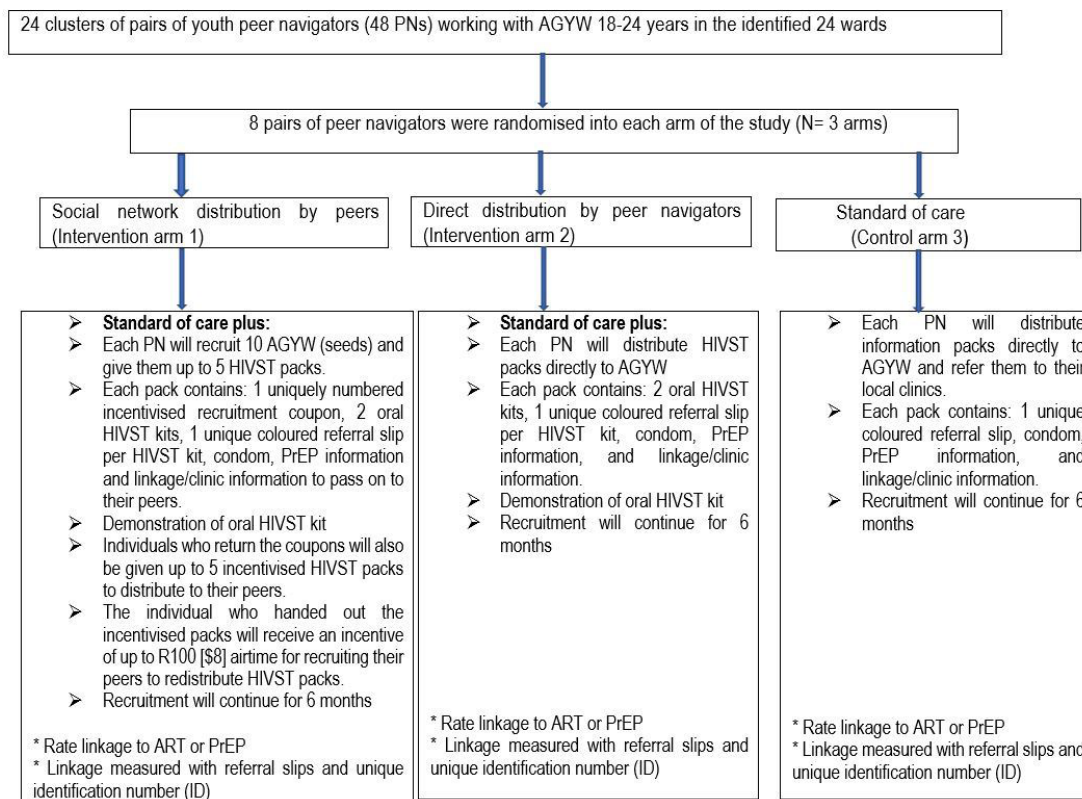 24 clusters of pairs of youth peer navigators (48 PNs) working with AGYW 18-24 years in the identified 24 wards
8 pairs of peer navigators were randomised into each arm of the study (N= 3 arms)
Social network distribution by peers
(Intervention arm 1)
Direct distribution by peer navigators
(Intervention arm 2)
Standard of care
(Control arm 3)
➢ Standard of care plus:
➢ Each PN will recruit 10 AGYW (seeds) and
give them up to 5 HIVST packs.
➢ Each pack contains: 1 uniquely numbered
incentivised recruitment coupon, 2 oral
HIVST kits, 1 unique coloured referral slip
per HIVST kit, condom, PrEP information
and linkage/clinic information to pass on to
their peers.
➢ Demonstration of oral HIVST kit
➢ Individuals who return the coupons will also
be given up to 5 incentivised HIVST packs
to distribute to their peers.
➢ The individual who handed out the
incentivised packs will receive an incentive
of up to R100 [$8] airtime for recruiting their
peers to redistribute HIVST packs.
➢ Recruitment will continue for 6 months
* Rate linkage to ART or PrEP
* Linkage measured with referral slips and unique
identification number (ID)
➢ Standard of care plus:
➢ Each PN will distribute HIVST
packs directly to AGYW
➢ Each pack contains: 2 oral HIVST
kits, 1 unique coloured referral slip
per HIVST kit, condom, PrEP
information, and linkage/clinic
information.
➢ Demonstration of oral HIVST kit
➢ Recruitment will continue for 6
months
* Rate linkage to ART or PrEP
* Linkage measured with referral slips and
unique identification number (ID)
➢ Each PN will distribute
information packs directly to
AGYW and refer them to their
local clinics.
➢ Each pack contains: 1 unique
coloured referral slip, condom,
PrEP information, and
linkage/clinic information.
➢ Recruitment will continue for 6
months
* Rate linkage to ART or PrEP
* Linkage measured with referral slips and
unique identification number (ID)